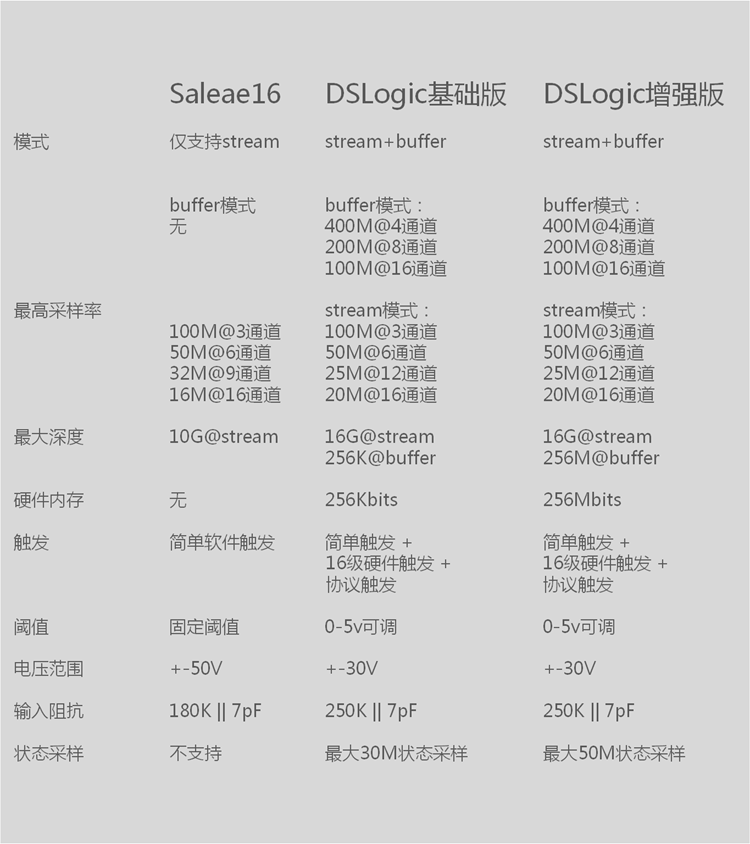 Saleae16 DSLogic基础版 DSLogic增强版
模式 仅支持stream stream+buffer stream+buffer
buffer模式 buffer模式： buffer模式：
无 400M@4通道 400M@4通道
200M@8通道 200M@8通道
100M@16通道 100M@16通道
最高采样率 stream模式： stream模式：
100M@3通道 100M@3通道 100M@3通道
50M@6通道 50M@6通道 50M@6通道
32M@9通道 25M@12通道 25M@12通道
16M@16通道 20M@16通道 20M@16通道
最大深度 10G@stream 16G@stream 16G@stream
256K@buffer 256M@buffer
硬件内存 无 256Kbits 256Mbits
触发 简单软件触发 简单触发 + 简单触发 +
16级硬件触发 + 16级硬件触发 +
协议触发 协议触发
阈值 固定阈值 0-5v可调 0-5v可调
电压范围 +-50V +-30V +-30V
输入阻抗 180K || 7pF 250K || 7pF 250K || 7pF
状态采样 不支持 最大30M状态采样 最大50M状态采样